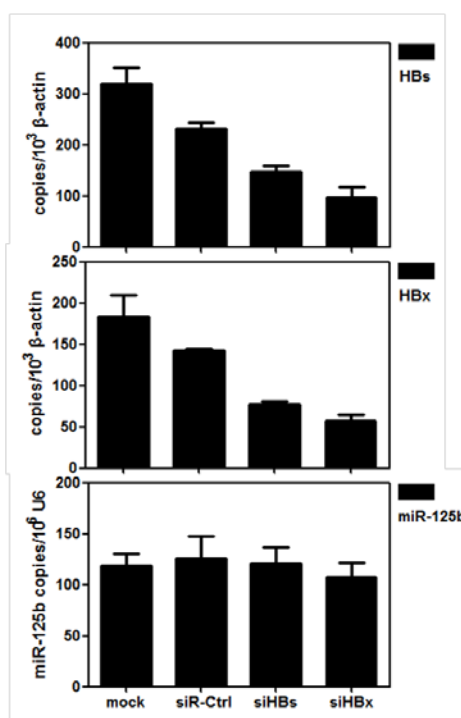 400
300
200
100
0
copies/10³ β-actin
HBs
250
200
150
100
50
0
copies/10³ β-actin
HBx
200
150
100
50
0
miR-125b copies/10⁶ U6
miR-125b
mock siR-Ctrl siHBs siHBx